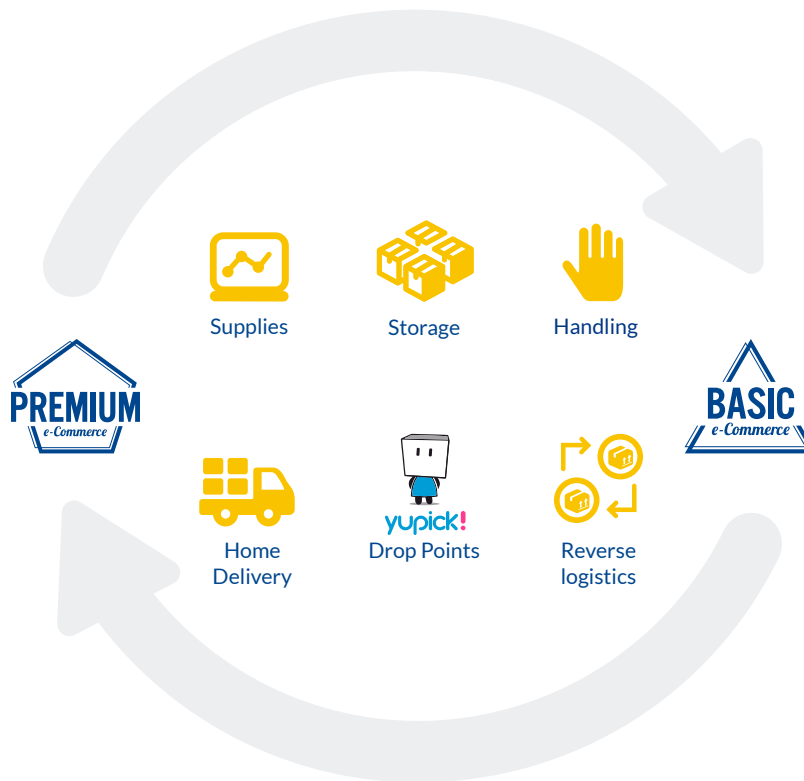 Supplies
Storage
Handling
PREMIUM
e-Commerce
BASIC
e-Commerce
yupick!
Home
Delivery
Drop Points
Reverse
logistics